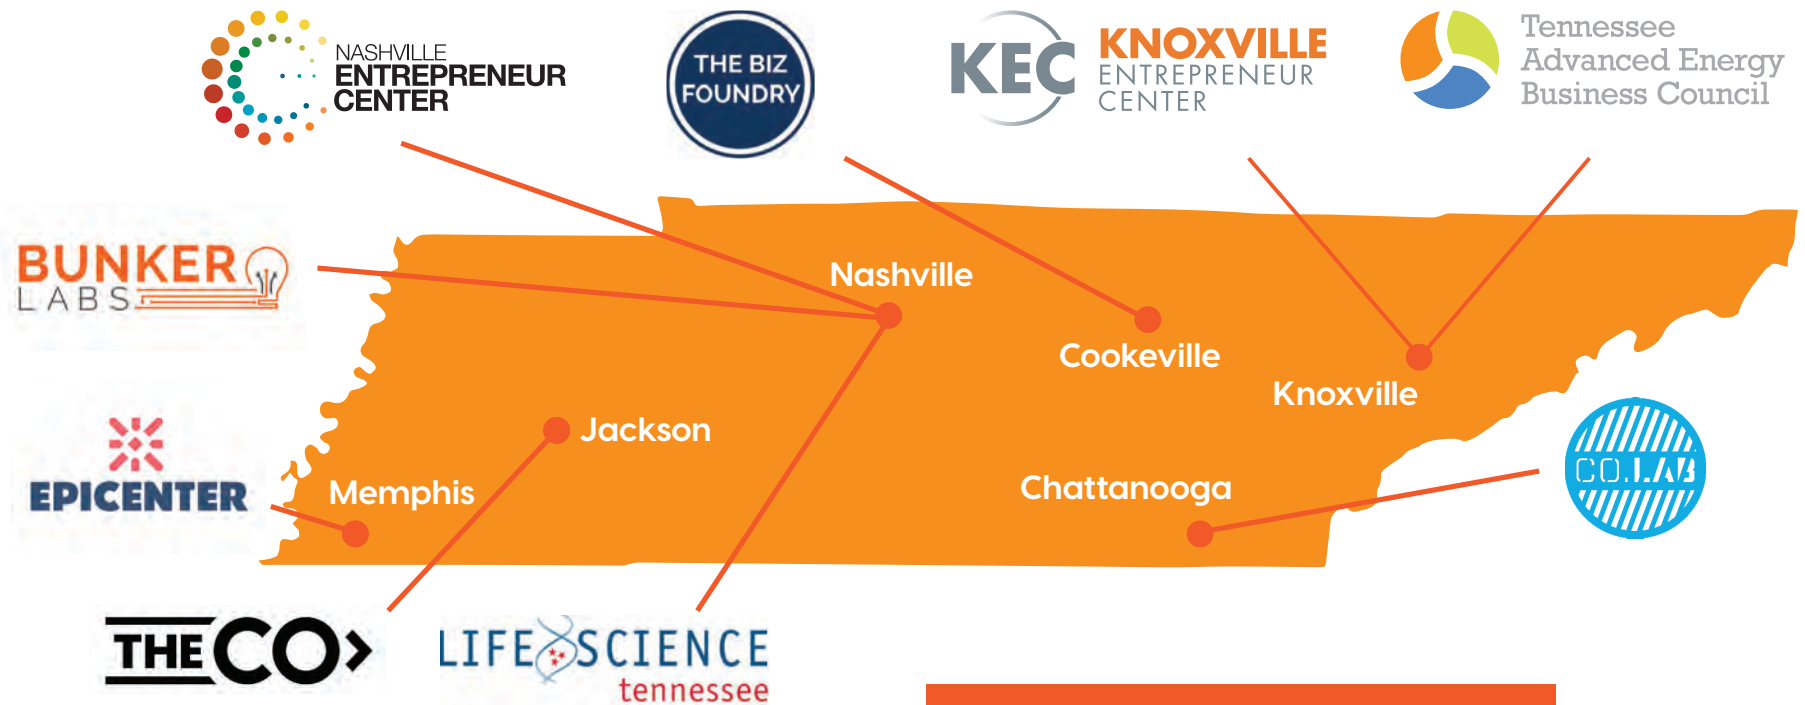 NASHVILLE
ENTREPRENEUR
CENTER
THE BIZ
FOUNDRY
KEC
KNOXVILLE
ENTREPRENEUR
CENTER
Tennessee
Advanced Energy
Business Council
BUNKER
LABS
Nashville
Cookeville
Knoxville
Jackson
EPICENTER
Memphis
Chattanooga
CO.LAB
THE CO
LIFE SCIENCE
tennessee